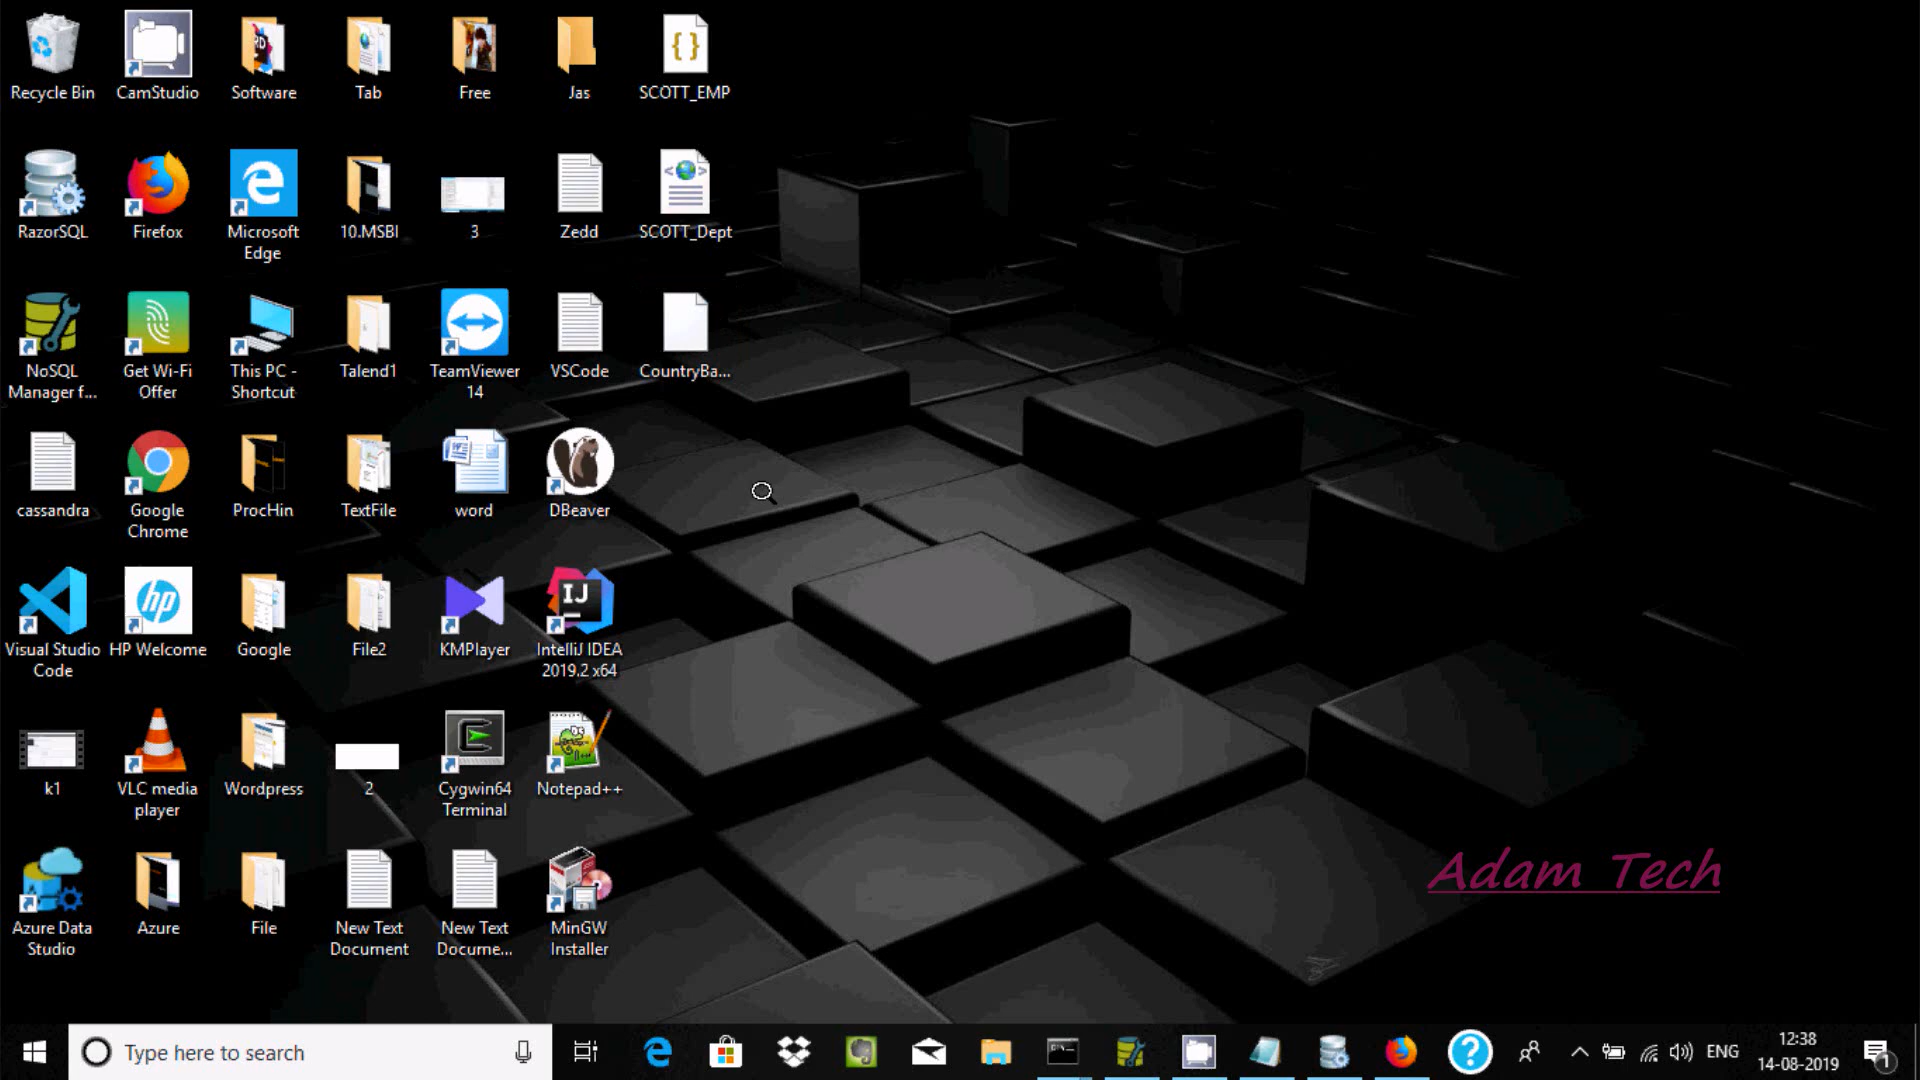 Recycle Bin
CamStudio
Software
Tab
Free
Jas
SCOTT_EMP
RazorSQL
Firefox
Microsoft
Edge
10.MSBI
3
Zedd
SCOTT_Dept
NoSQL
Manager f...
Get Wi-Fi
Offer
This PC -
Shortcut
Talend1
TeamViewer
14
VSCode
CountryBa...
cassandra
Google
Chrome
ProcHin
TextFile
word
DBeaver
Visual Studio
Code
HP Welcome
Google
File2
KMPlayer
IntelliJ IDEA
2019.2 x64
k1
VLC media
player
Wordpress
2
Cygwin64
Terminal
Notepad++
Azure Data
Studio
Azure
File
New Text
Document
New Text
Docume...
MinGW
Installer
Adam Tech
Type here to search
ENG
12:38
14-08-2019
1